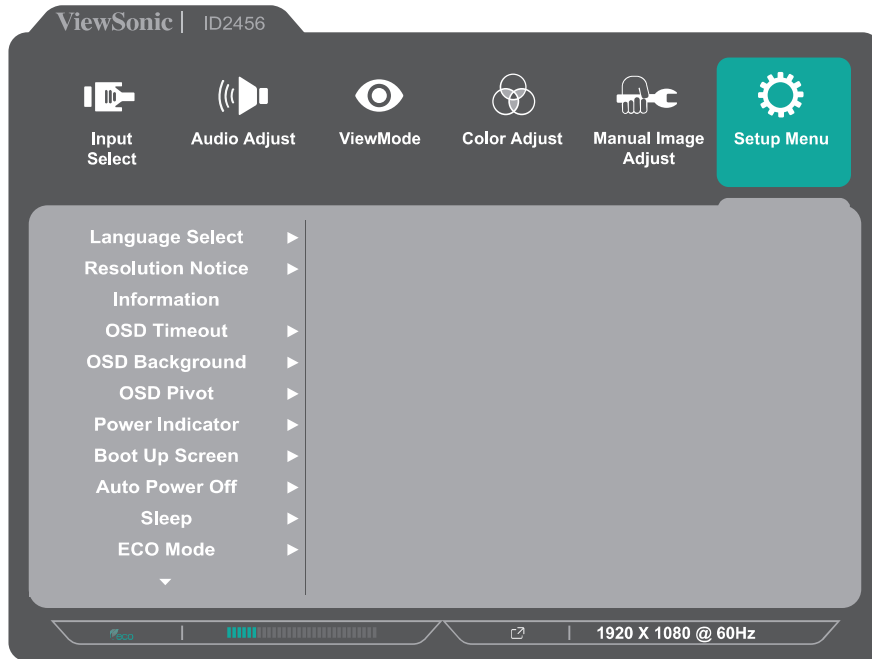 ViewSonic | ID2456
Input
Select
Audio Adjust
ViewMode
Color Adjust
Manual Image
Adjust
Setup Menu
Language Select
Resolution Notice
Information
OSD Timeout
OSD Background
OSD Pivot
Power Indicator
Boot Up Screen
Auto Power Off
Sleep
ECO Mode
eco
1920 X 1080 @ 60Hz